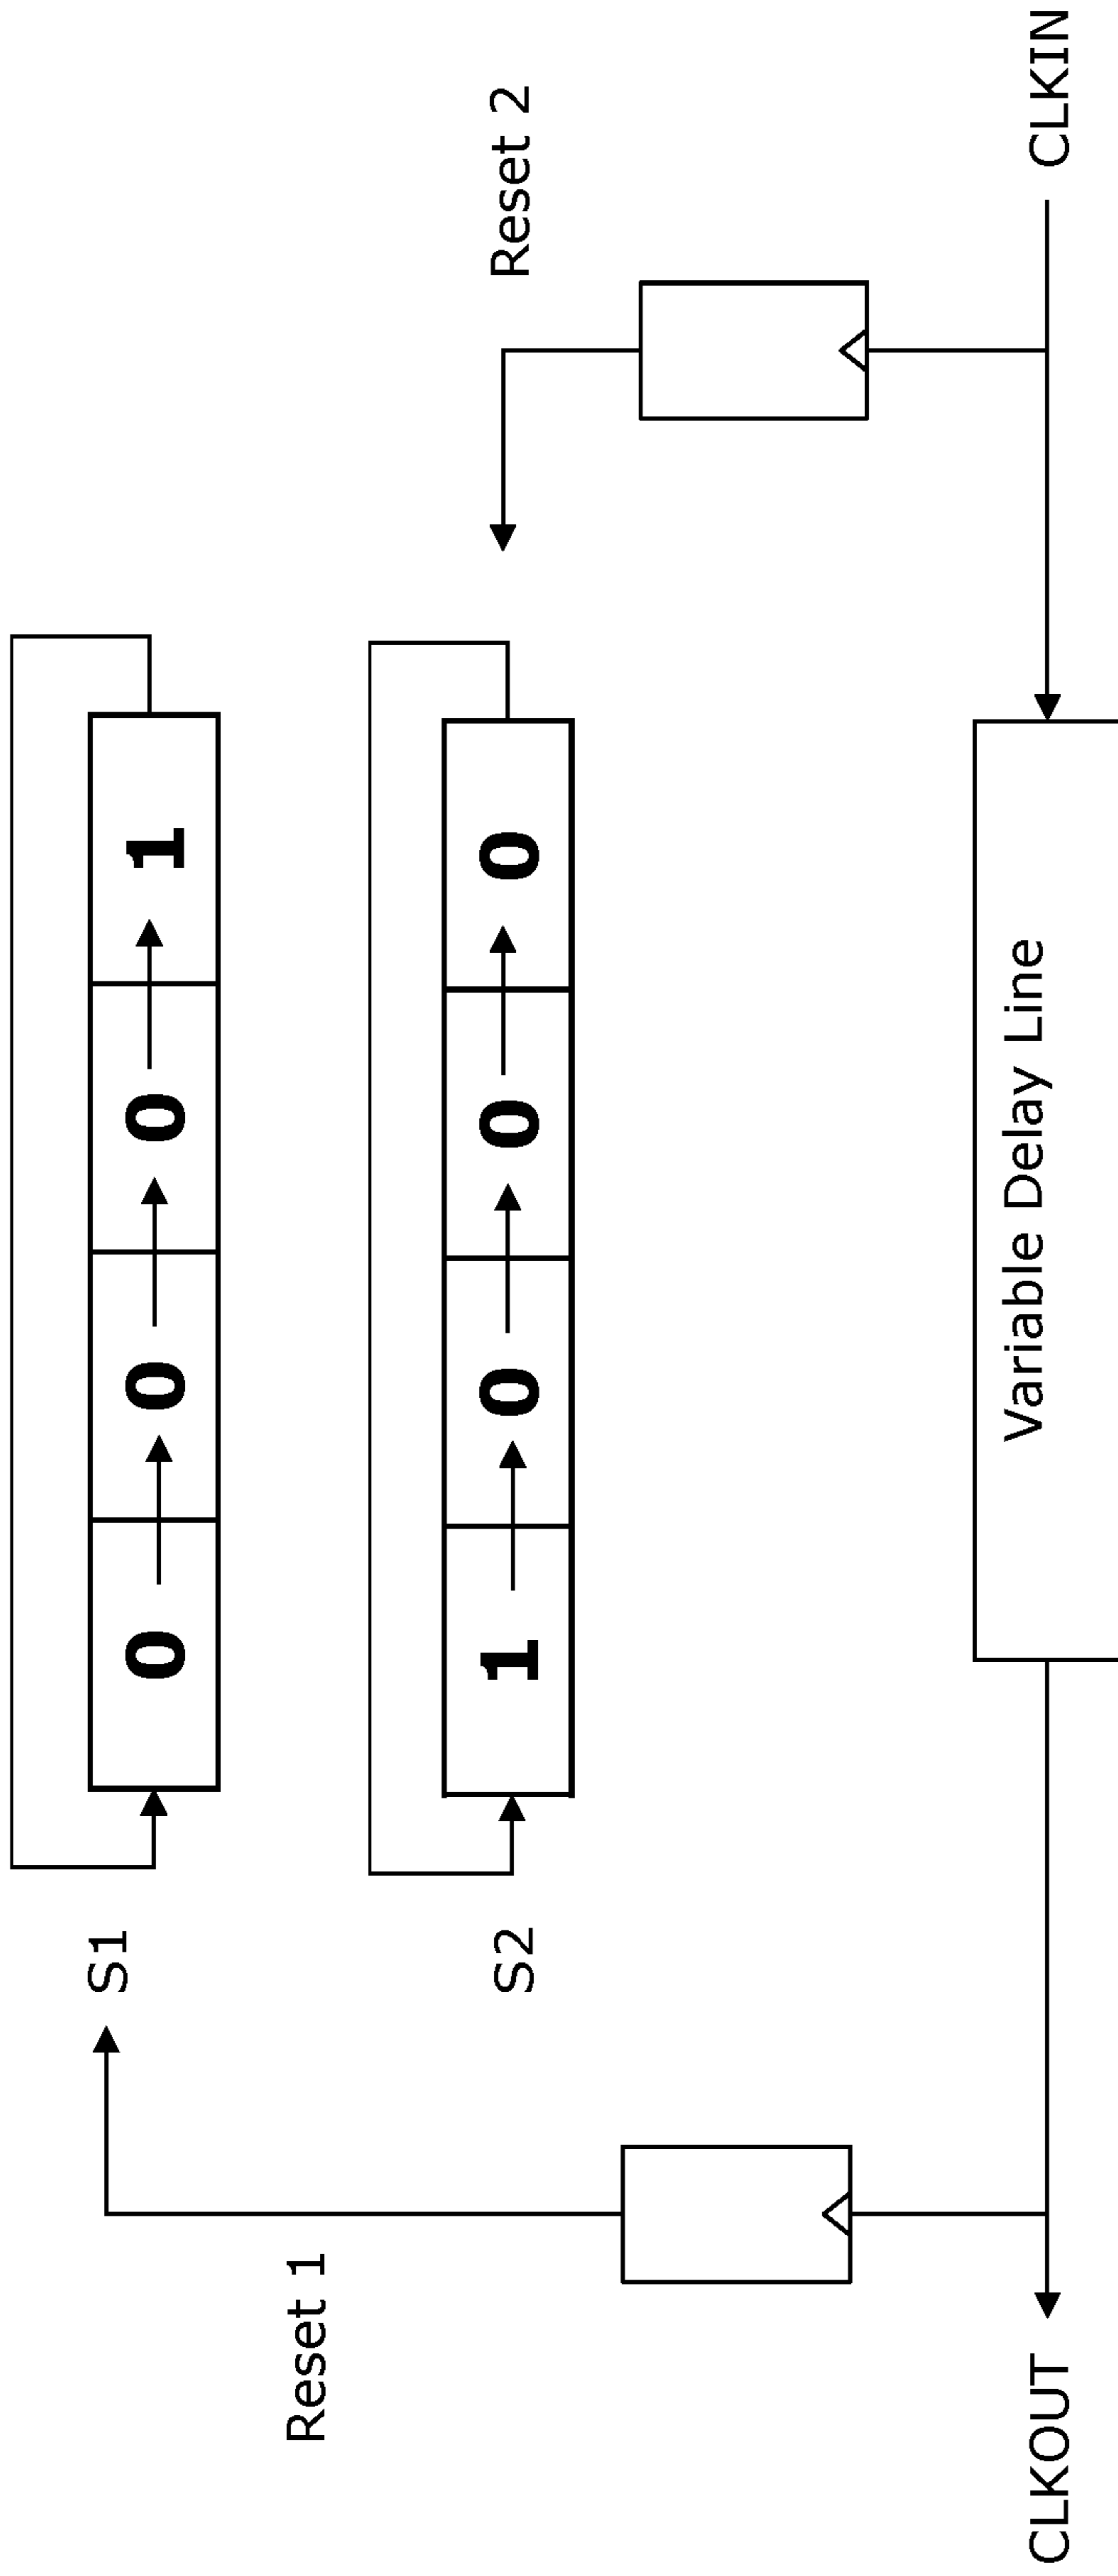 S1
0 0 0 1
Reset 1
S2
1 0 0 0
Reset 2
CLKOUT
Variable Delay Line
CLKIN